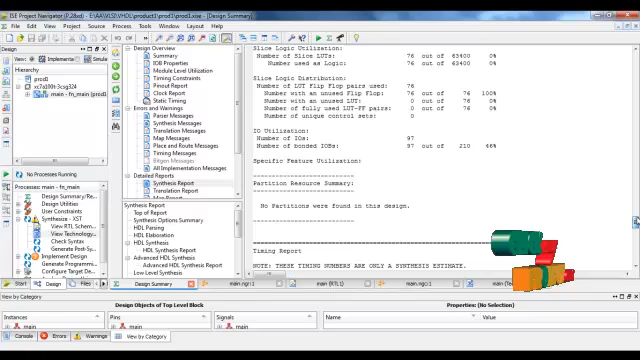 ISE Project Navigator (P.28xd) - E:\AA\VLSI\VHDL\product1\prod1\prod1.xise - [Design Summary]
File Edit View Project Source Process Tools Window Layout Help
Design
View: Implementation
Hierarchy
prod1
xc7a100t-3csg324
main - fn_main (prod1
No Processes Running
Processes: main - fn_main
Design Summary/Re
Design Utilities
User Constraints
Synthesize - XST
View RTL Schem
View Technology
Check Syntax
Generate Post-Sy
Implement Design
Generate Programming
Configure Target De
Start Design Files
Design Overview
Summary
IOB Properties
Module Level Utilization
Timing Constraints
Pinout Report
Clock Report
Static Timing
Errors and Warnings
Parser Messages
Synthesis Messages
Translation Messages
Map Messages
Place and Route Messages
Timing Messages
Bitgen Messages
All Implementation Messages
Detailed Reports
Synthesis Report
Translation Report
Map Report
Synthesis Report
Top of Report
Synthesis Options Summary
HDL Parsing
HDL Elaboration
HDL Synthesis
HDL Synthesis Report
Advanced HDL Synthesis
Advanced HDL Synthesis Report
Low Level Synthesis
Slice Logic Utilization:
Number of Slice LUTs: 76 out of 63400 0%
Number used as Logic: 76 out of 63400 0%
Slice Logic Distribution:
Number of LUT Flip Flop pairs used: 76
Number with an unused Flip Flop: 76 out of 76 100%
Number with an unused LUT: 0 out of 76 0%
Number of fully used LUT-FF pairs: 0 out of 76 0%
Number of unique control sets: 0
IO Utilization:
Number of IOs: 97
Number of bonded IOBs: 97 out of 210 46%
Specific Feature Utilization:
---------------------------
Partition Resource Summary:
---------------------------
No Partitions were found in this design.
---------------------------
Timing Report
NOTE: THESE TIMING NUMBERS ARE ONLY A SYNTHESIS ESTIMATE.
Design Summary main (RTL1) main.ngc:1 main (Te
View by Category
Design Objects of Top Level Block
Properties: (No Selection)
Instances Pins Signals Name Value
main main main
Console Errors Warnings View by Category